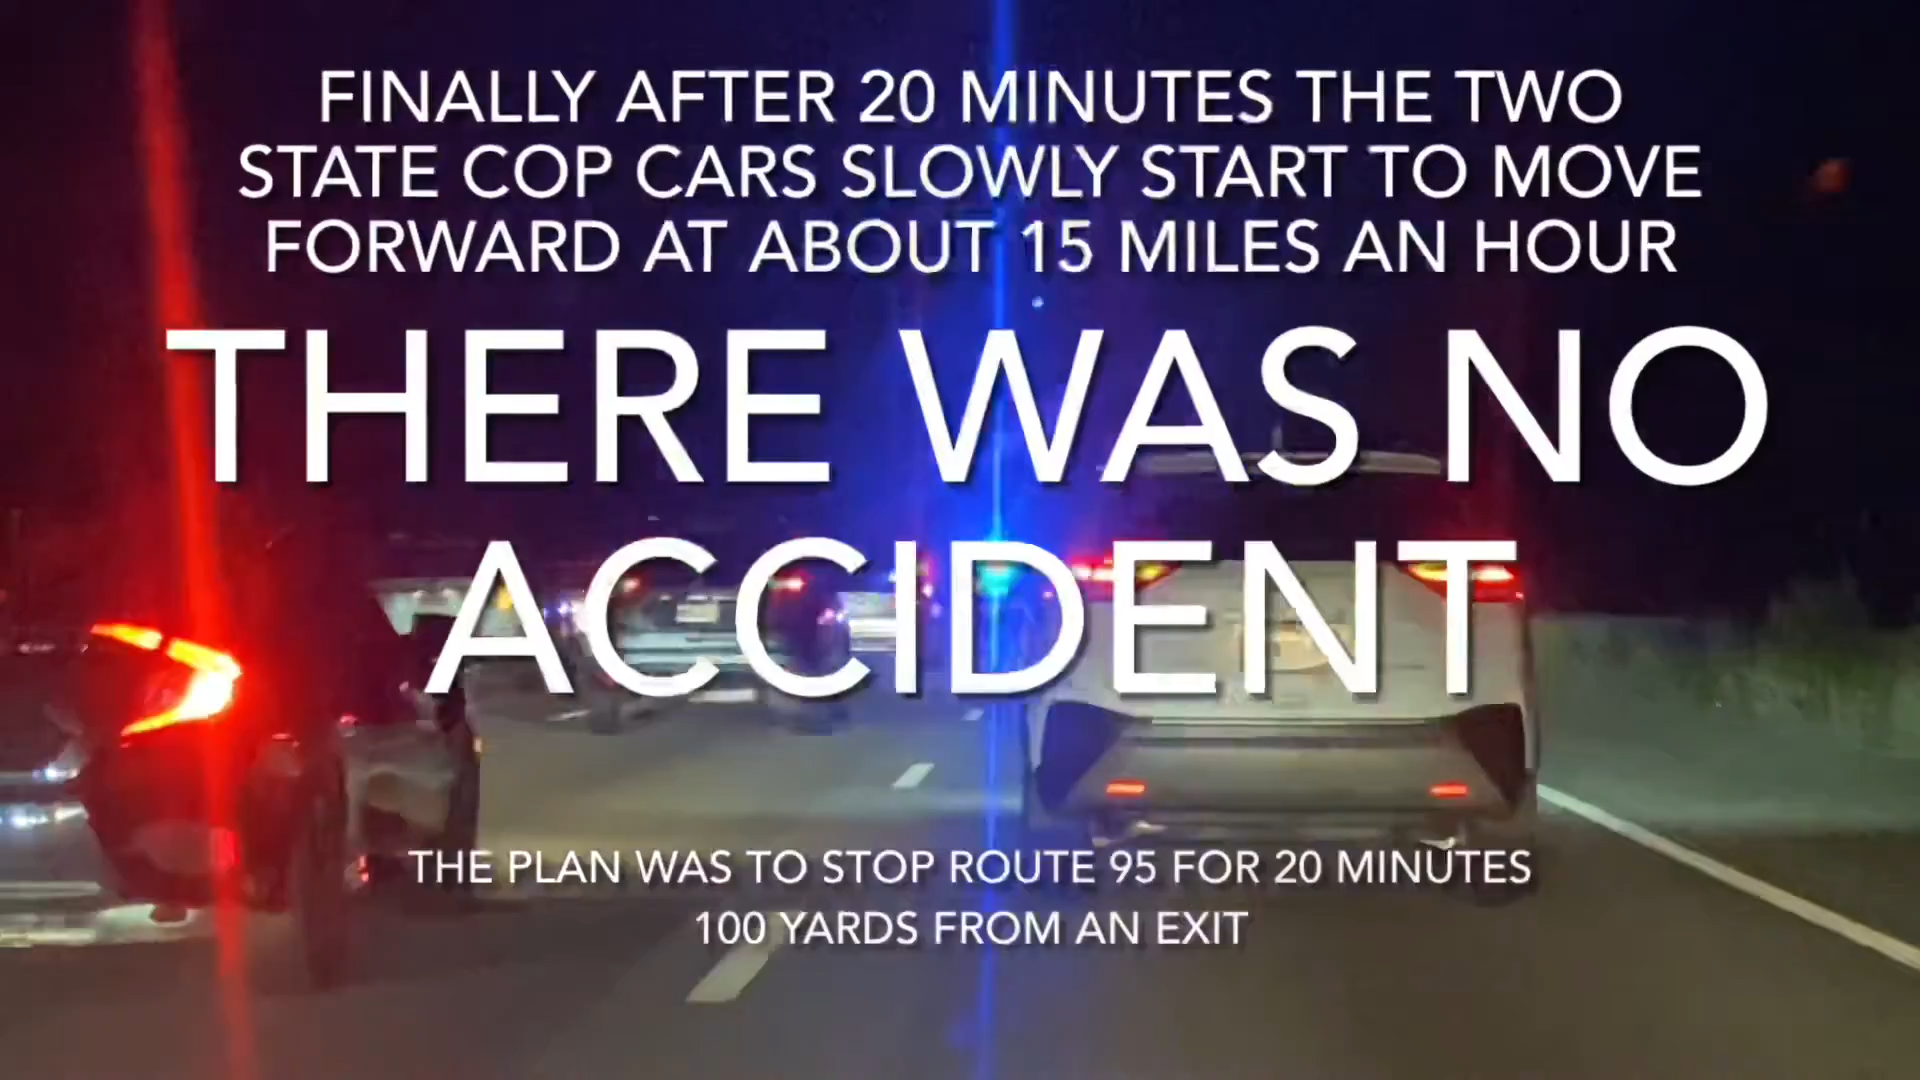 FINALLY AFTER 20 MINUTES THE TWO
STATE COP CARS SLOWLY START TO MOVE
FORWARD AT ABOUT 15 MILES AN HOUR
THERE WAS NO
ACCIDENT
THE PLAN WAS TO STOP ROUTE 95 FOR 20 MINUTES
100 YARDS FROM AN EXIT